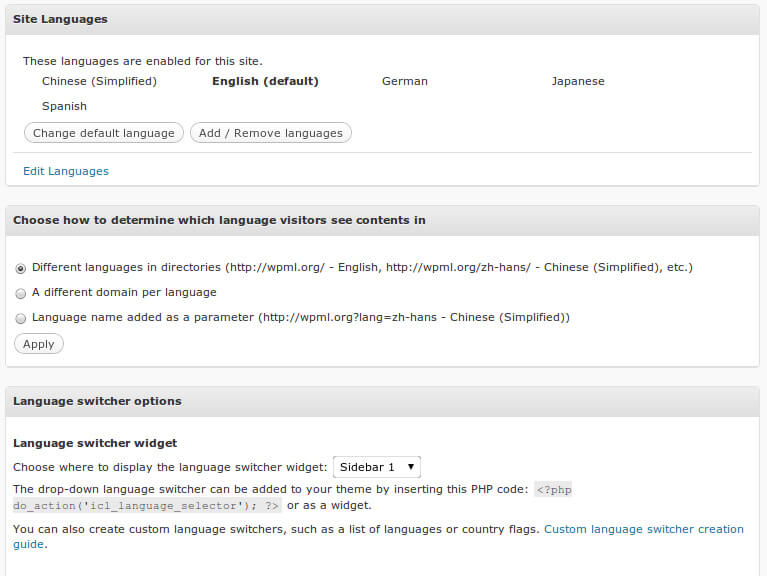 Site Languages
These languages are enabled for this site.
Chinese (Simplified) English (default) German Japanese
Spanish
Change default language Add / Remove languages
Edit Languages
Choose how to determine which language visitors see contents in
Different languages in directories (http://wpml.org/ - English, http://wpml.org/zh-hans/ - Chinese (Simplified), etc.)
A different domain per language
Language name added as a parameter (http://wpml.org?lang=zh-hans - Chinese (Simplified))
Apply
Language switcher options
Language switcher widget
Choose where to display the language switcher widget: Sidebar 1
The drop-down language switcher can be added to your theme by inserting this PHP code: <?php
do_action('icl_language_selector'); ?> or as a widget.
You can also create custom language switchers, such as a list of languages or country flags. Custom language switcher creation
guide.